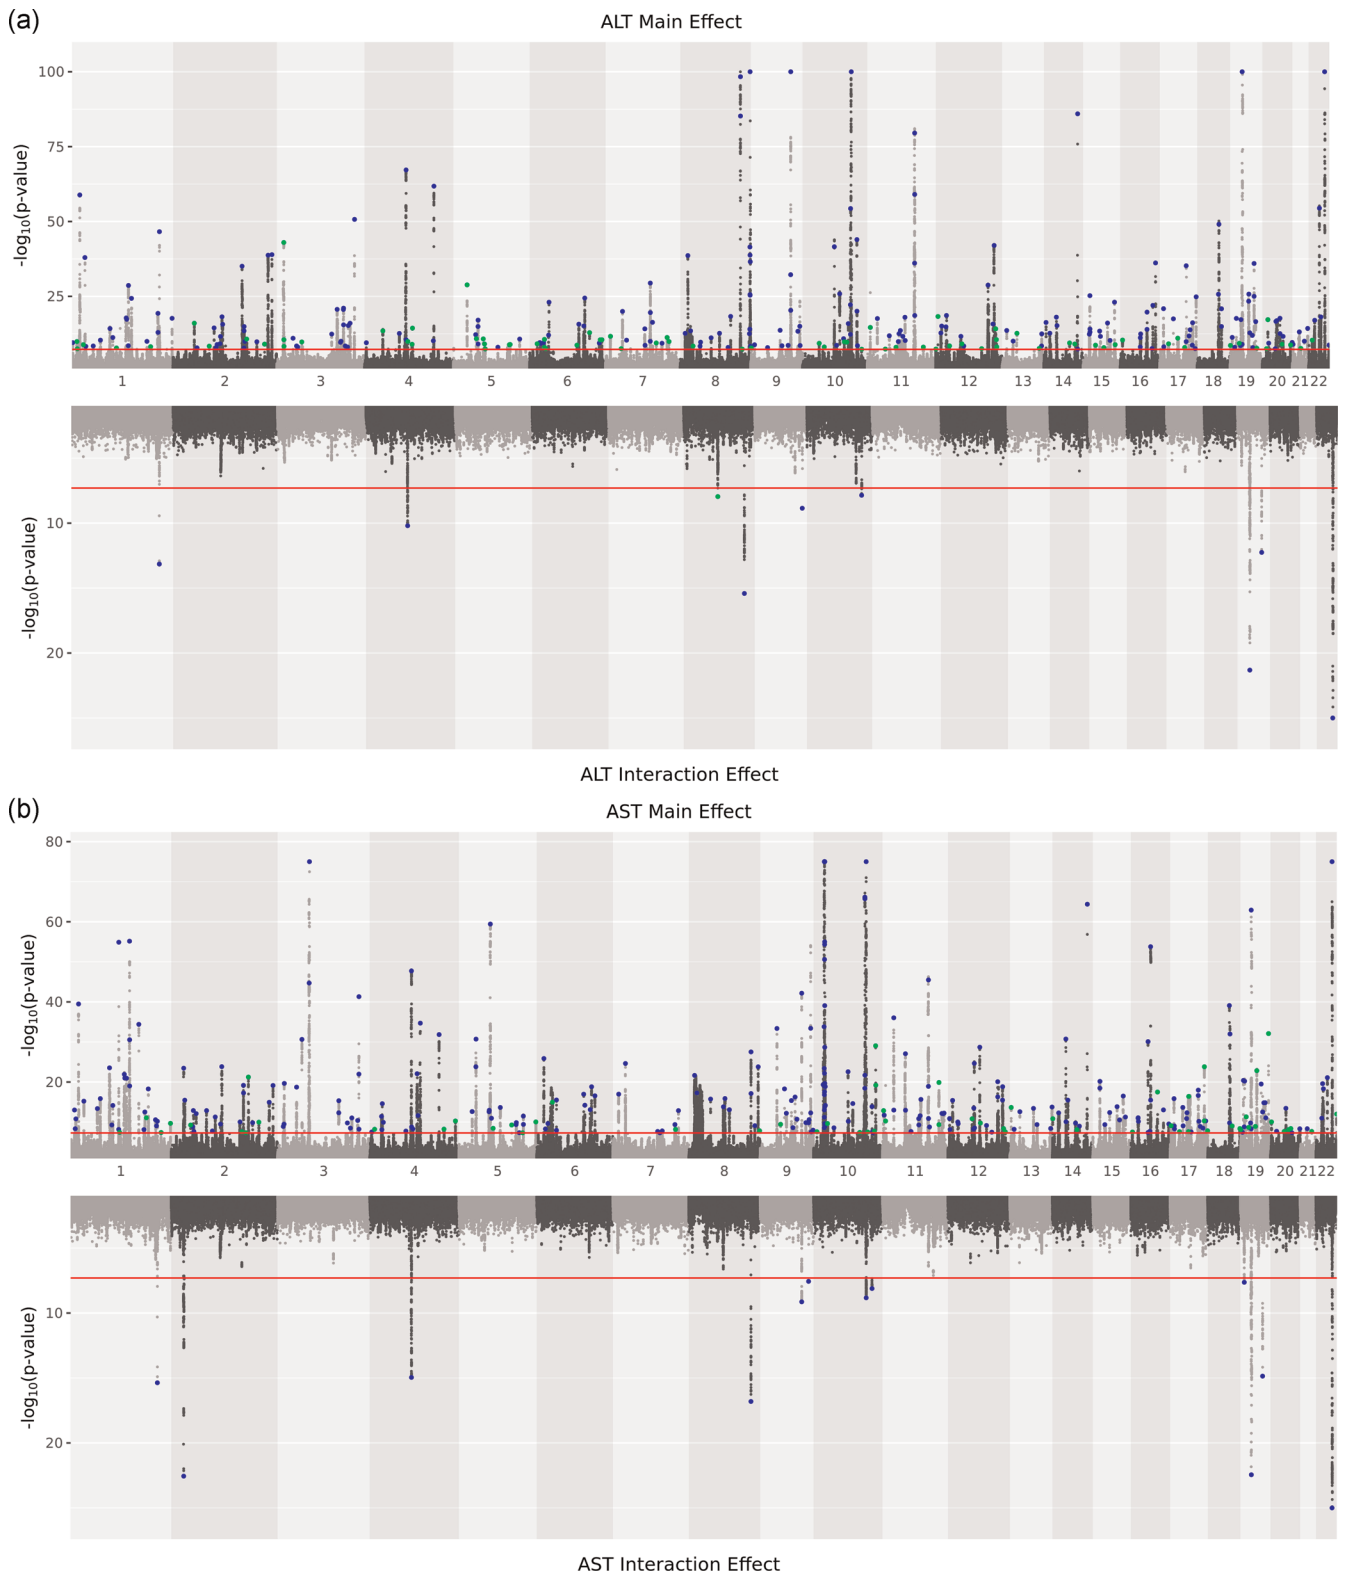 (a)
ALT Main Effect
-log10(p-value)
100
75
50
25
1 2 3 4 5 6 7 8 9 10 11 12 13 14 15 16 17 18 19 20 21 22
-log10(p-value)
10
20
ALT Interaction Effect
(b)
AST Main Effect
-log10(p-value)
80
60
40
20
1 2 3 4 5 6 7 8 9 10 11 12 13 14 15 16 17 18 19 20 21 22
-log10(p-value)
10
20
AST Interaction Effect